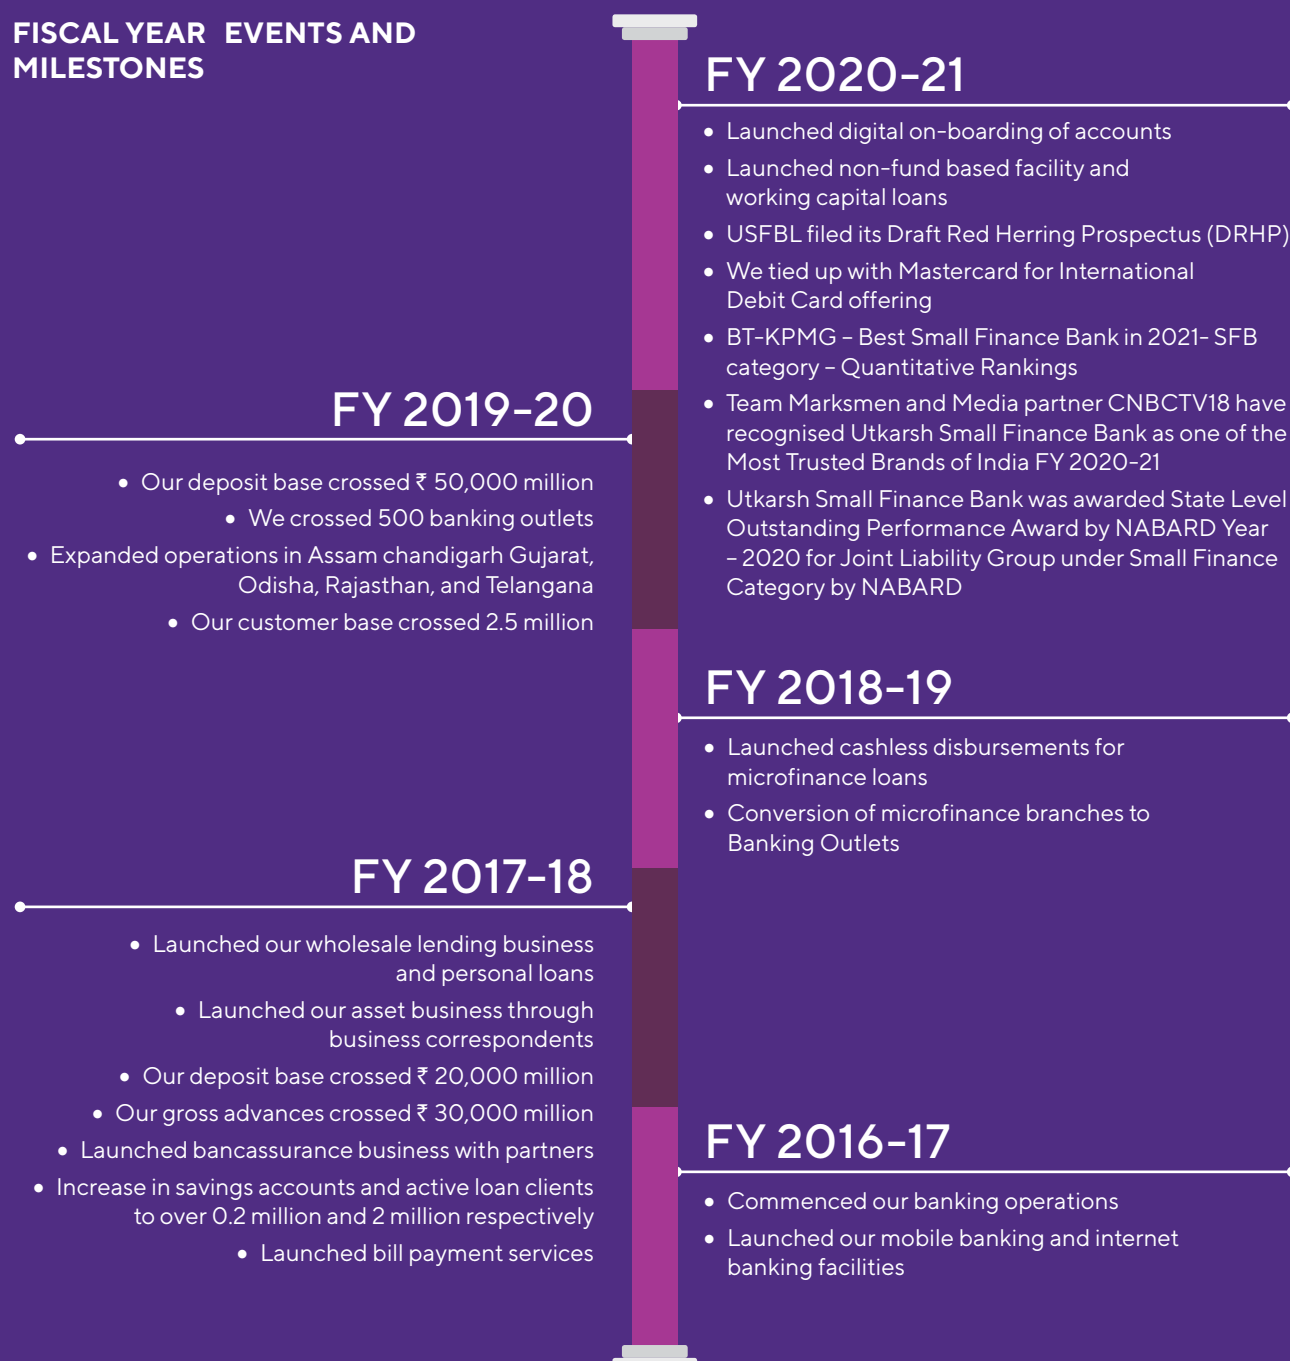 FISCAL YEAR EVENTS AND
MILESTONES
FY 2020-21
• Launched digital on-boarding of accounts
• Launched non-fund based facility and
working capital loans
• USFBL filed its Draft Red Herring Prospectus (DRHP)
• We tied up with Mastercard for International
Debit Card offering
• BT-KPMG – Best Small Finance Bank in 2021- SFB
category – Quantitative Rankings
• Team Marksmen and Media partner CNBCTV18 have
recognised Utkarsh Small Finance Bank as one of the
Most Trusted Brands of India FY 2020-21
• Utkarsh Small Finance Bank was awarded State Level
Outstanding Performance Award by NABARD Year
– 2020 for Joint Liability Group under Small Finance
Category by NABARD
FY 2019-20
• Our deposit base crossed ₹ 50,000 million
• We crossed 500 banking outlets
• Expanded operations in Assam chandigarh Gujarat,
Odisha, Rajasthan, and Telangana
• Our customer base crossed 2.5 million
FY 2018-19
• Launched cashless disbursements for
microfinance loans
• Conversion of microfinance branches to
Banking Outlets
FY 2017-18
• Launched our wholesale lending business
and personal loans
• Launched our asset business through
business correspondents
• Our deposit base crossed ₹ 20,000 million
• Our gross advances crossed ₹ 30,000 million
• Launched bancassurance business with partners
• Increase in savings accounts and active loan clients
to over 0.2 million and 2 million respectively
• Launched bill payment services
FY 2016-17
• Commenced our banking operations
• Launched our mobile banking and internet
banking facilities